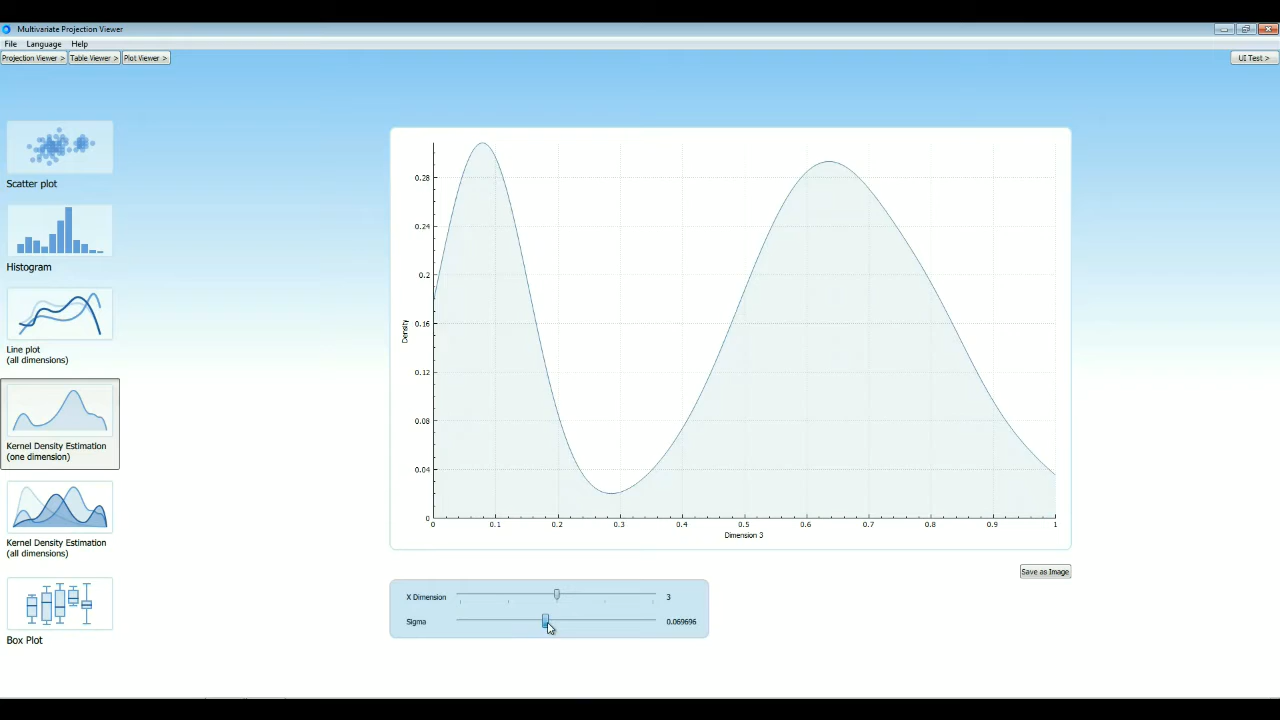 Multivariate Projection Viewer
File Language Help
Projection Viewer > Table Viewer > Plot Viewer > UI Test >
Scatter plot
Histogram
Line plot
(all dimensions)
Kernel Density Estimation
(one dimension)
Kernel Density Estimation
(all dimensions)
Box Plot
Density
0.28
0.24
0.2
0.16
0.12
0.08
0.04
0
0 0.1 0.2 0.3 0.4 0.5 0.6 0.7 0.8 0.9 1
Dimension 3
Save as Image
X Dimension 3
Sigma 0.069696